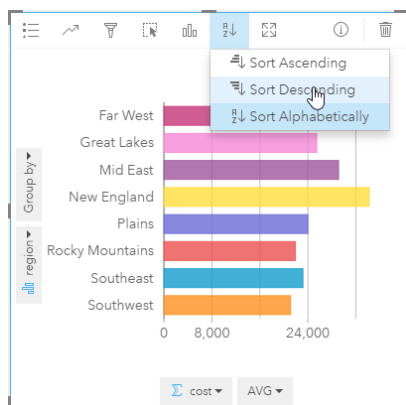 Sort Ascending
Sort Descending
Sort Alphabetically
Far West
Great Lakes
Mid East
New England
Plains
Rocky Mountains
Southeast
Southwest
Group by
region
0 8,000 24,000
Σ cost AVG